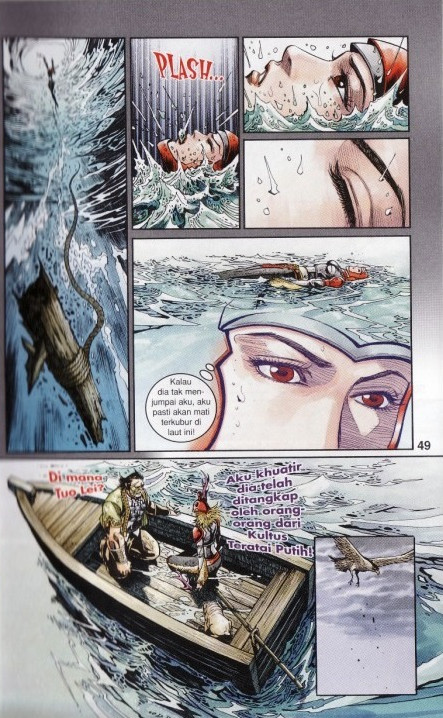 PLASH...
Kalau
dia tak men-
jumpai aku, aku
pasti akan mati
terkubur di
laut ini!
49
Di mana
Tuo Lei?
Aku khuatir
dia telah
ditangkap
oleh orang-
orang dari
Kultus
Teratai Putih!